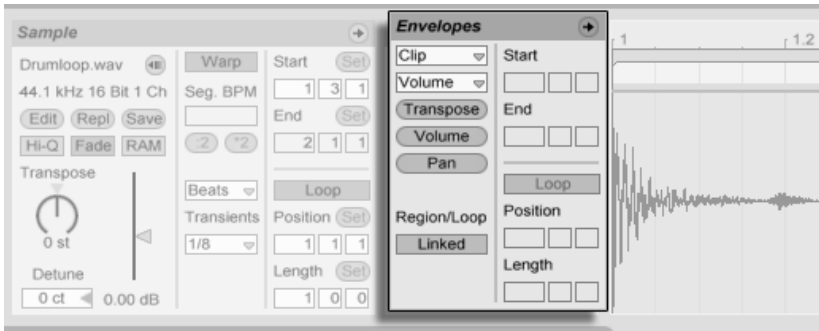 Sample
Drumloop.wav
44.1 kHz 16 Bit 1 Ch
Edit Repl Save
Hi-Q Fade RAM
Transpose
0 st
Detune
0 ct 0.00 dB
Warp
Seg. BPM
:2 *2
Beats
Transients
1/8
Start Set
1 3 1
End Set
2 1 1
Loop
Position Set
1 1 1
Length Set
1 0 0
Envelopes
Clip
Volume
Transpose
Volume
Pan
Region/Loop
Linked
Start
End
Loop
Position
Length
1 1.2